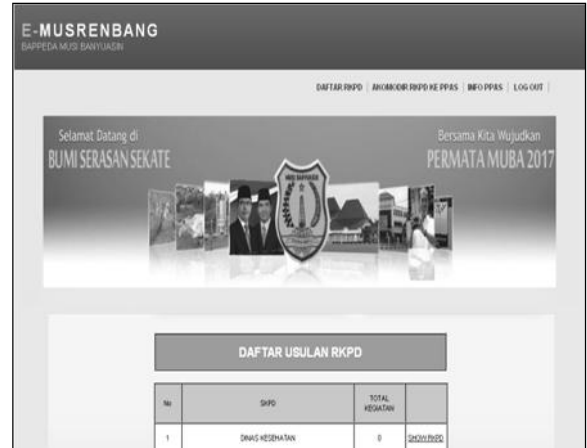 E-MUSRENBANG
BAPPEDA MUSI BANYUASIN
DAFTAR RKPD | AKOMODIR RKPD KE PPAS | INFO PPAS | LOG OUT |
Selamat Datang di
BUMI SERASAN SEKATE
Bersama Kita Wujudkan
PERMATA MUBA 2017
MUSI BANYUASIN
DAFTAR USULAN RKPD
No SKPD TOTAL KEGIATAN
1 DINAS KESEHATAN 0 SHOW RKPD